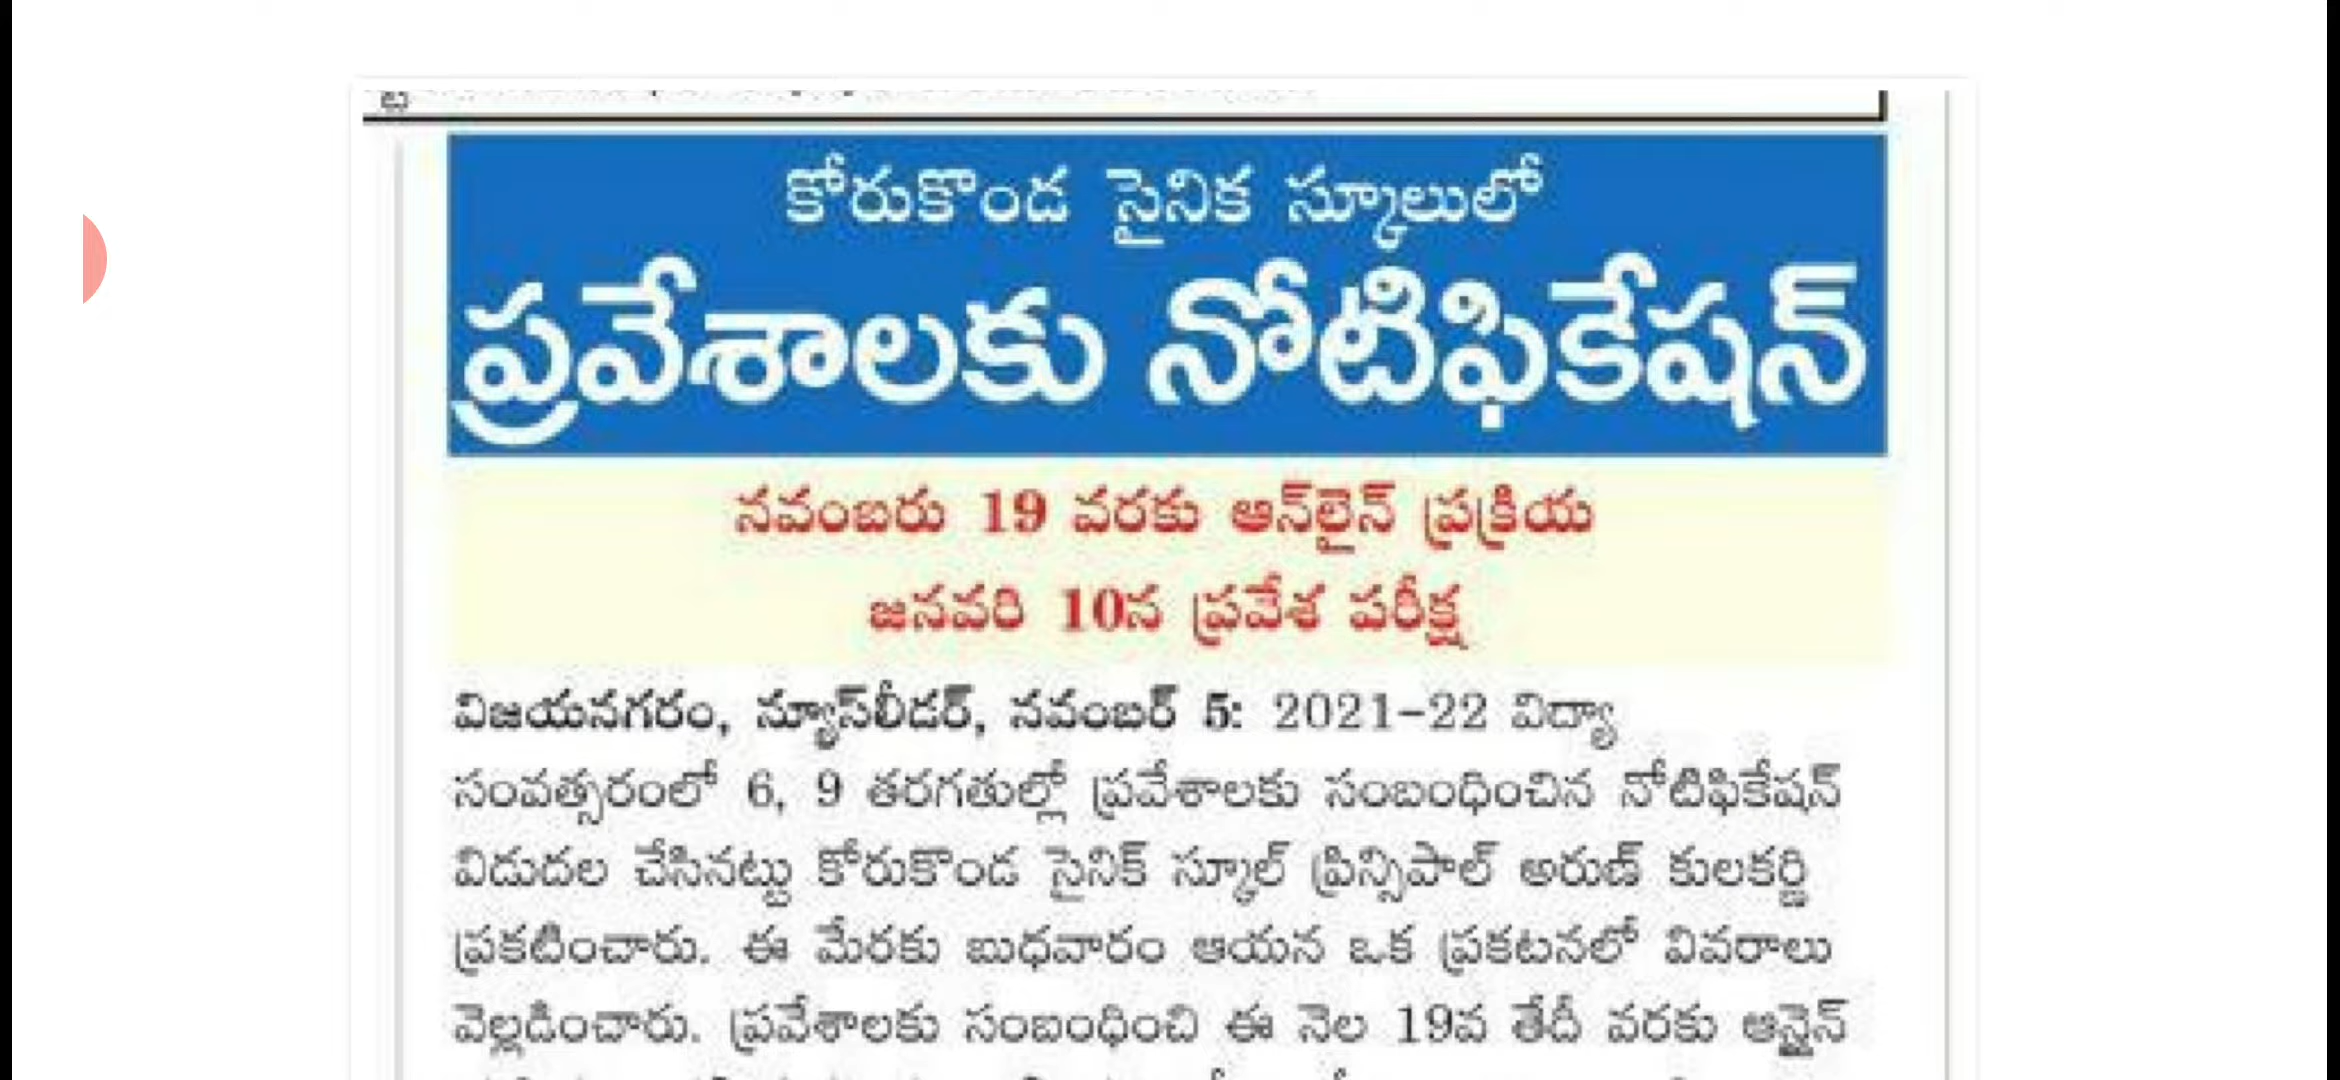 కోరుకొండ సైనిక స్కూలులో
ప్రవేశాలకు నోటిఫికేషన్
నవంబరు 19 వరకు ఆన్‌లైన్ ప్రక్రియ
జనవరి 10న ప్రవేశ పరీక్ష
విజయనగరం, న్యూస్‌లీడర్, నవంబర్ 5: 2021-22 విద్యా
సంవత్సరంలో 6, 9 తరగతుల్లో ప్రవేశాలకు సంబంధించిన నోటిఫికేషన్
విడుదల చేసినట్టు కోరుకొండ సైనిక్ స్కూల్ ప్రిన్సిపాల్ అరుణ్ కులకర్ణి
ప్రకటించారు. ఈ మేరకు బుధవారం ఆయన ఒక ప్రకటనలో వివరాలు
వెల్లడించారు. ప్రవేశాలకు సంబంధించి ఈ నెల 19వ తేదీ వరకు ఆన్లైన్